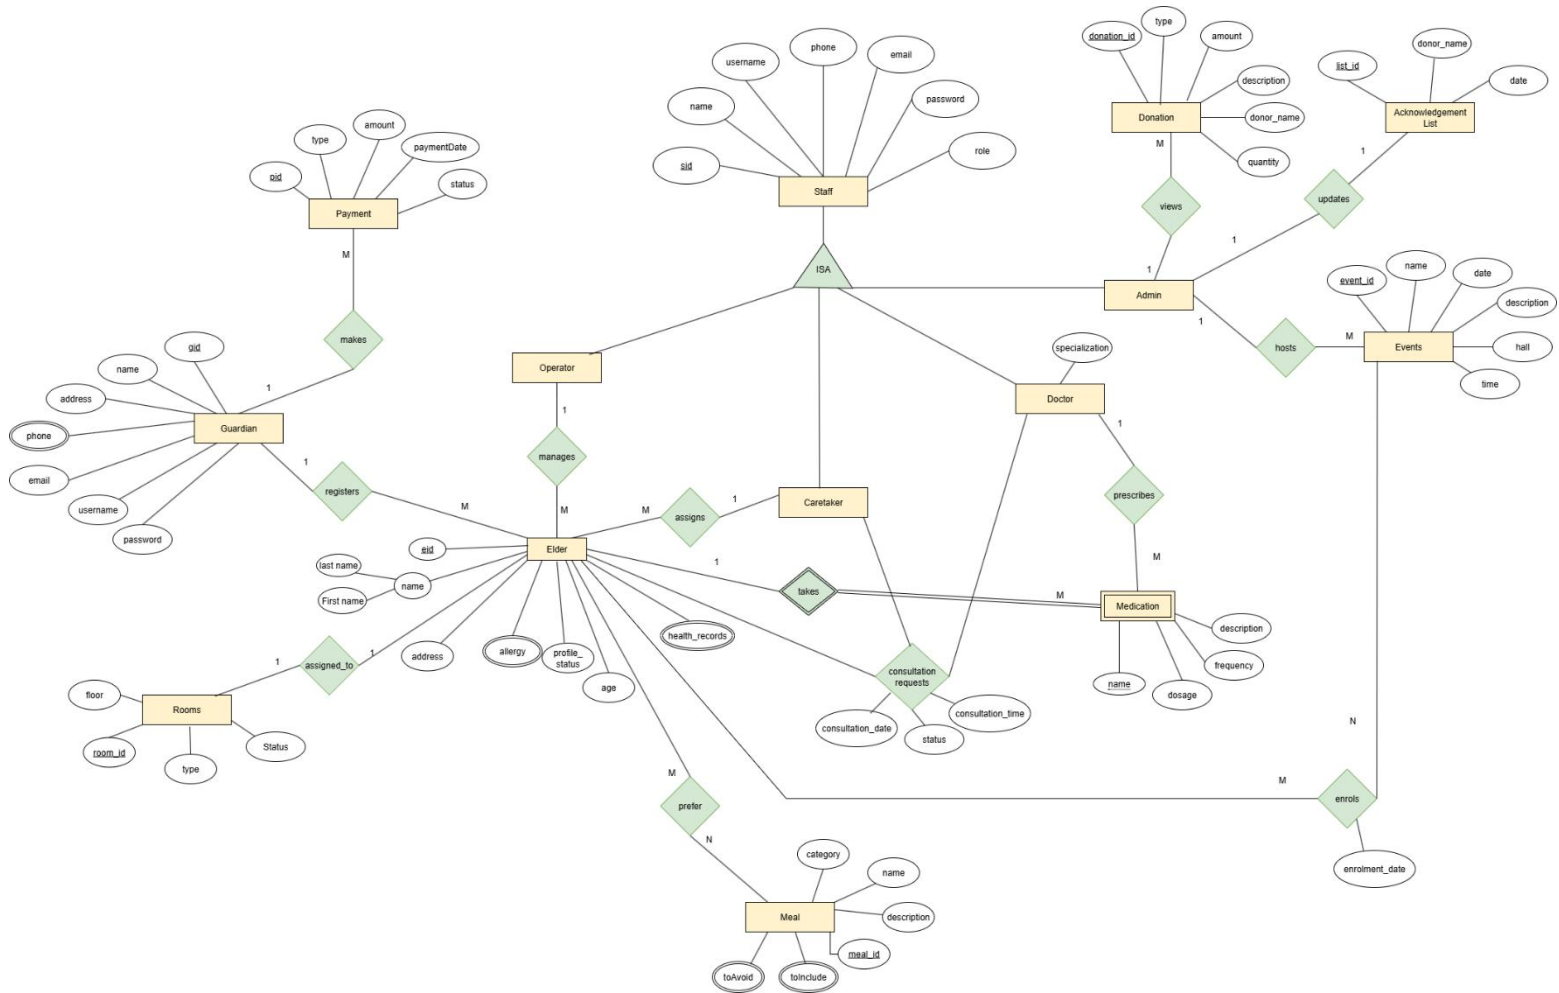 donation_id
type
amount
description
donor_name
quantity
Donation
M
views
1
list_id
donor_name
date
Acknowledgement
List
1
updates
1
phone
username
email
name
password
sid
role
Staff
ISA
type
amount
paymentDate
pid
status
Payment
M
makes
1
Admin
event_id
name
date
description
hall
time
Events
1
hosts
M
gid
name
address
phone
email
username
password
Guardian
1
registers
M
Operator
1
manages
M
specialization
Doctor
1
prescribes
M
Caretaker
1
assigns
M
Elder
eid
last name
First name
name
address
allergy
profile_
status
age
health_records
1
takes
M
Medication
description
frequency
dosage
name
1
assigned_to
1
floor
Rooms
room_id
type
Status
consultation
requests
consultation_date
status
consultation_time
M
prefer
N
N
M
enrols
enrolment_date
category
name
description
meal_id
Meal
toAvoid
toInclude